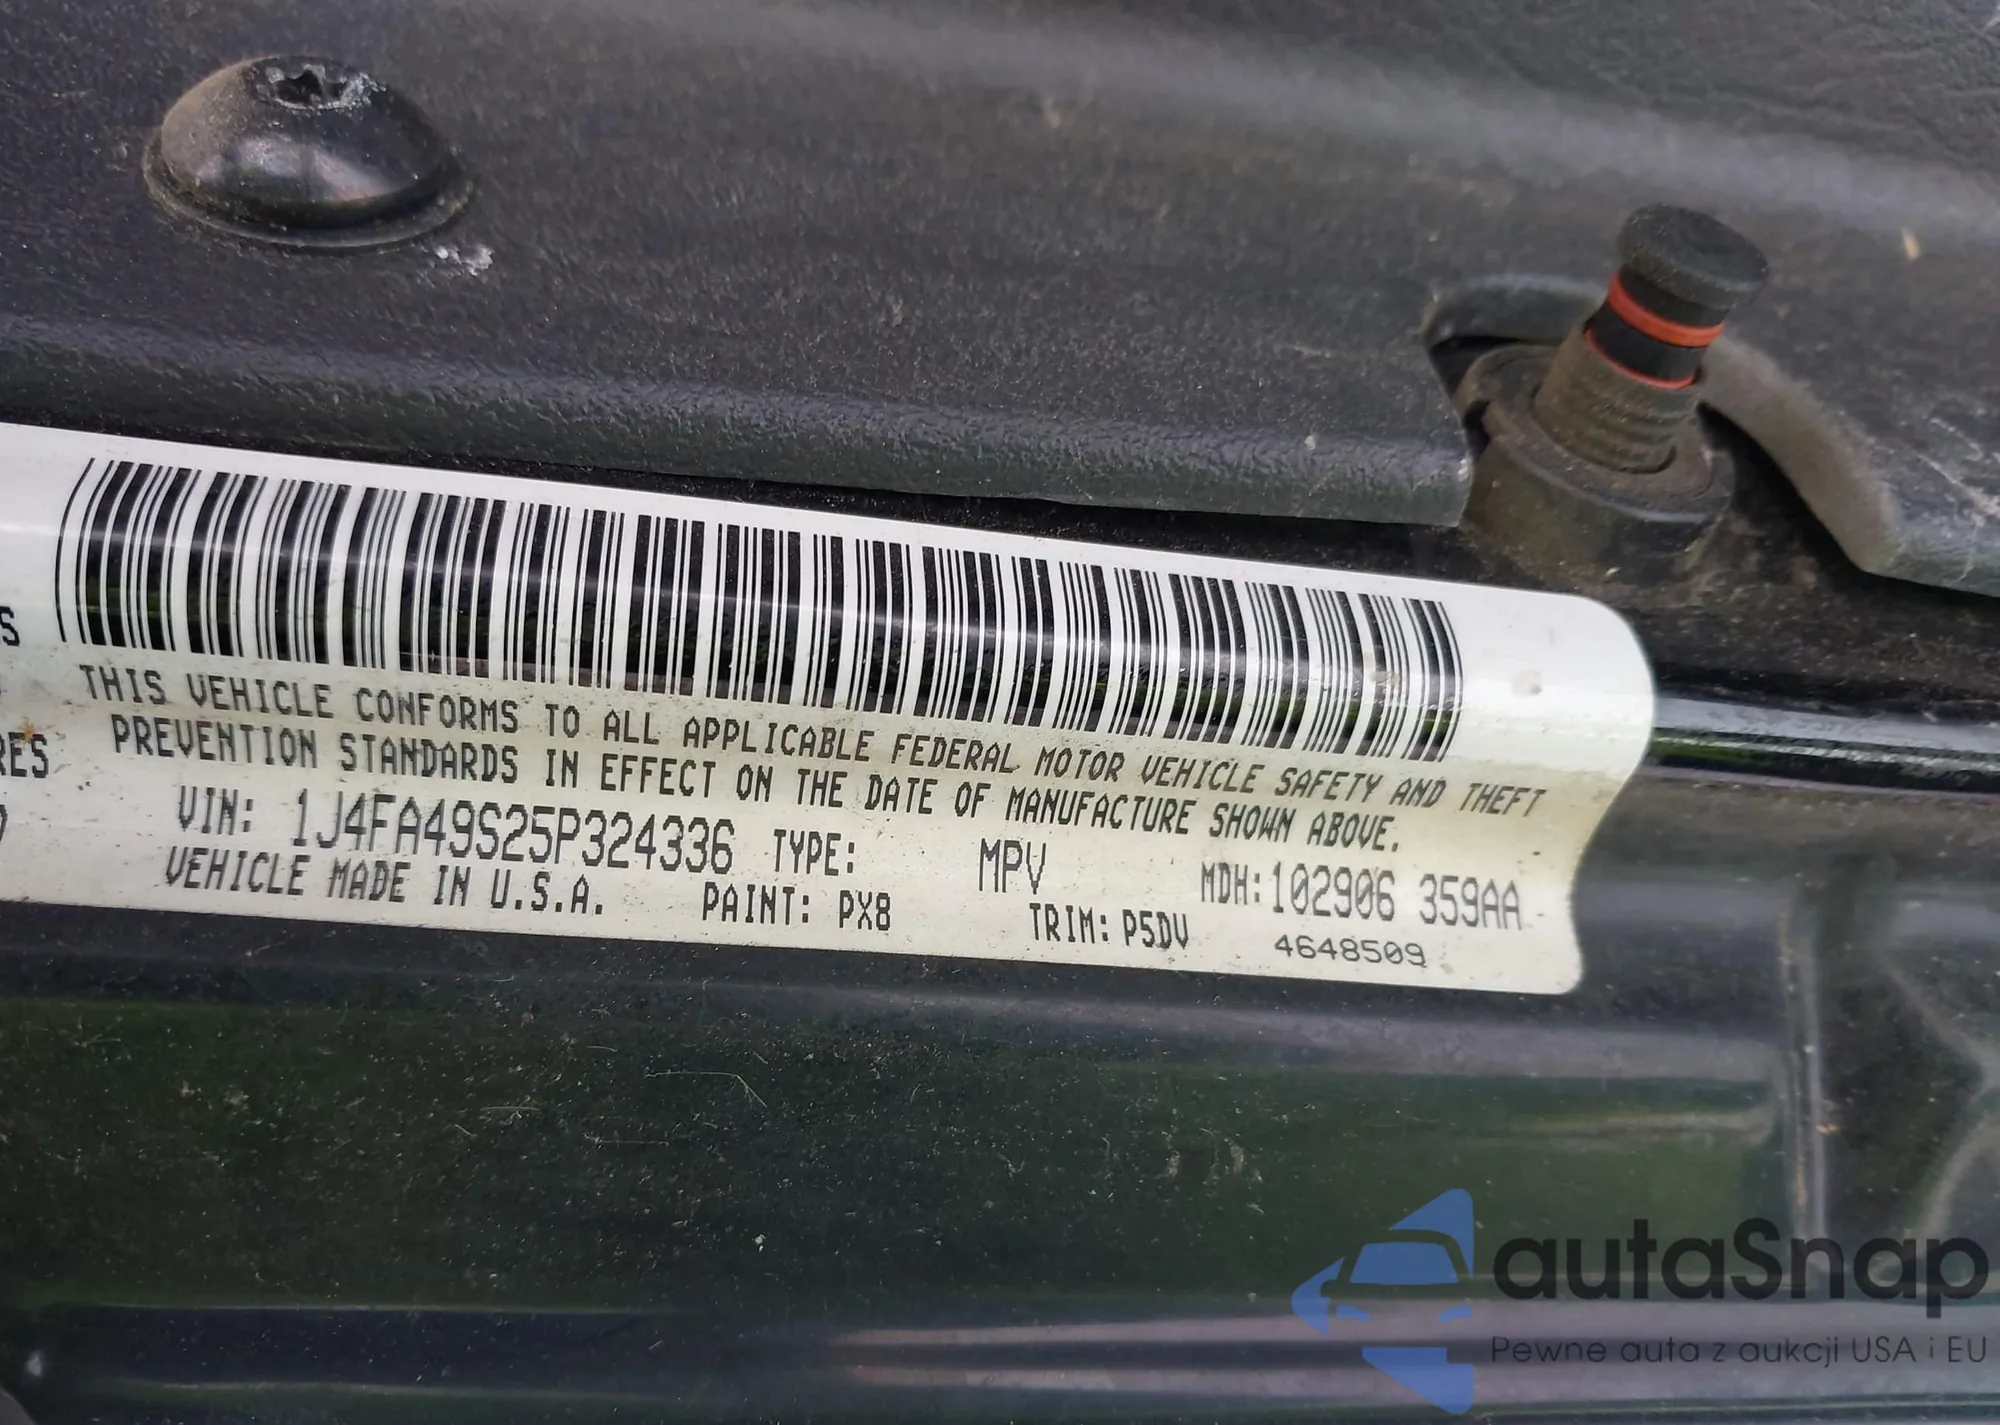 S
RES
THIS VEHICLE CONFORMS TO ALL APPLICABLE FEDERAL MOTOR VEHICLE SAFETY AND THEFT
PREVENTION STANDARDS IN EFFECT ON THE DATE OF MANUFACTURE SHOWN ABOVE.
VIN: 1J4FA49S25P324336 TYPE: MPV MDH:102906 359AA
VEHICLE MADE IN U.S.A. PAINT: PX8 TRIM: P5DV 4648509
autaSnap
Pewne auta z aukcji USA i EU